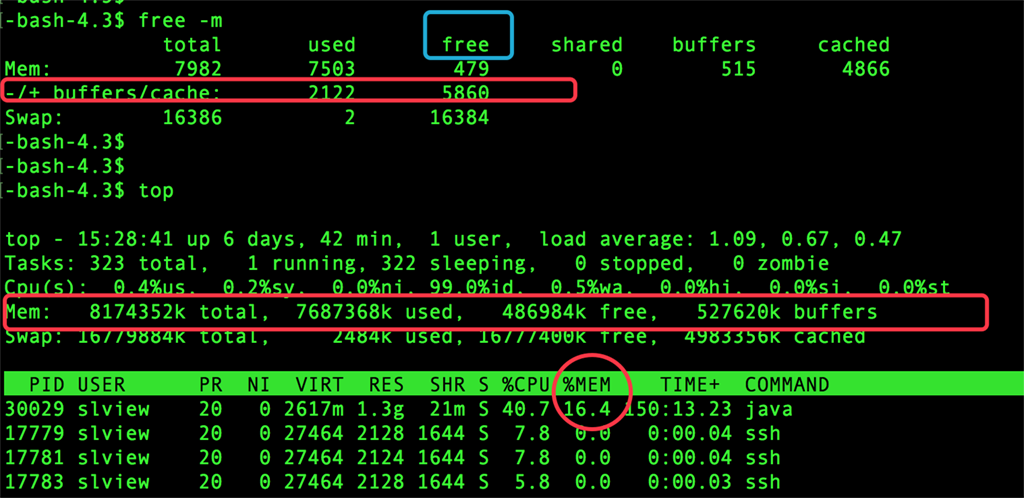 -bash-4.3$
-bash-4.3$ free -m
total used free shared buffers cached
Mem: 7982 7503 479 0 515 4866
-/+ buffers/cache: 2122 5860
Swap: 16386 2 16384
-bash-4.3$
-bash-4.3$
-bash-4.3$ top
top - 15:28:41 up 6 days, 42 min, 1 user, load average: 1.09, 0.67, 0.47
Tasks: 323 total, 1 running, 322 sleeping, 0 stopped, 0 zombie
Cpu(s): 0.4%us, 0.2%sy, 0.0%ni, 99.0%id, 0.5%wa, 0.0%hi, 0.0%si, 0.0%st
Mem: 8174352k total, 7687368k used, 486984k free, 527620k buffers
Swap: 16779884k total, 2484k used, 16777400k free, 4983356k cached
PID USER PR NI VIRT RES SHR S %CPU %MEM TIME+ COMMAND
30029 slview 20 0 2617m 1.3g 21m S 40.7 16.4 150:13.23 java
17779 slview 20 0 27464 2128 1644 S 7.8 0.0 0:00.04 ssh
17781 slview 20 0 27464 2124 1644 S 7.8 0.0 0:00.04 ssh
17783 slview 20 0 27464 2128 1644 S 5.8 0.0 0:00.03 ssh